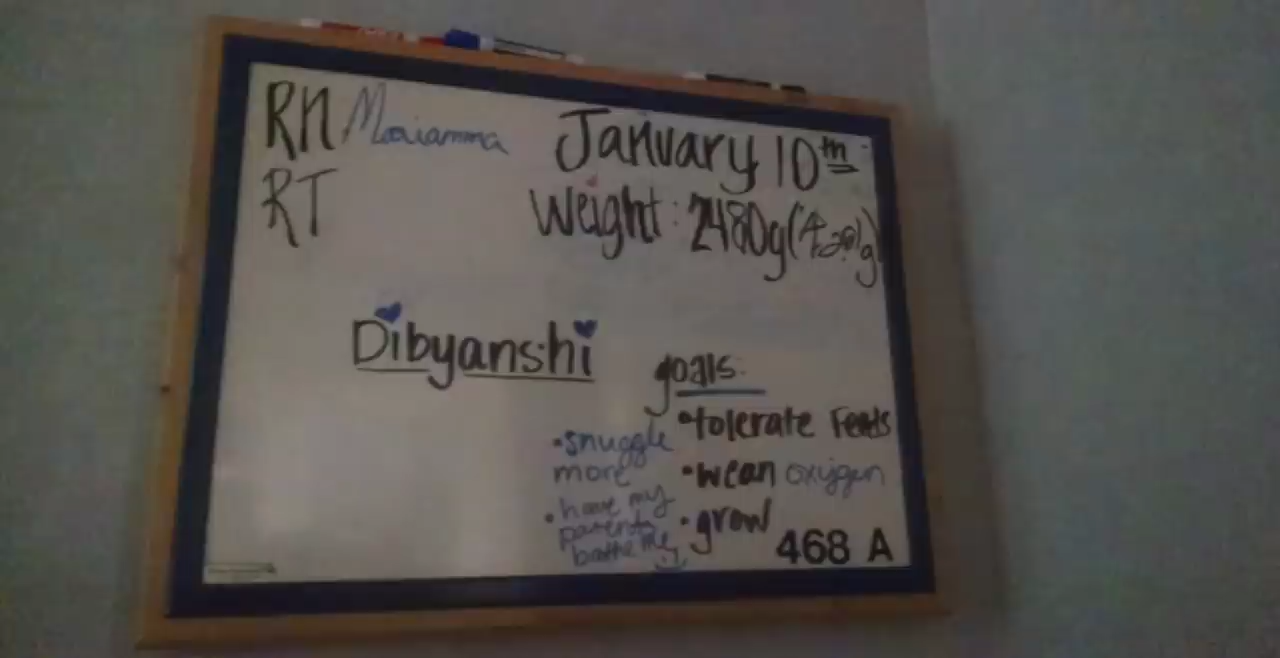 RN Mariamma
January 10th
RT
Weight: 2480g (↑20g)
Dibyanshi
goals:
• tolerate Feeds
• wean oxygen
• grow
• snuggle
more
• have my
parents
bathe me
468 A